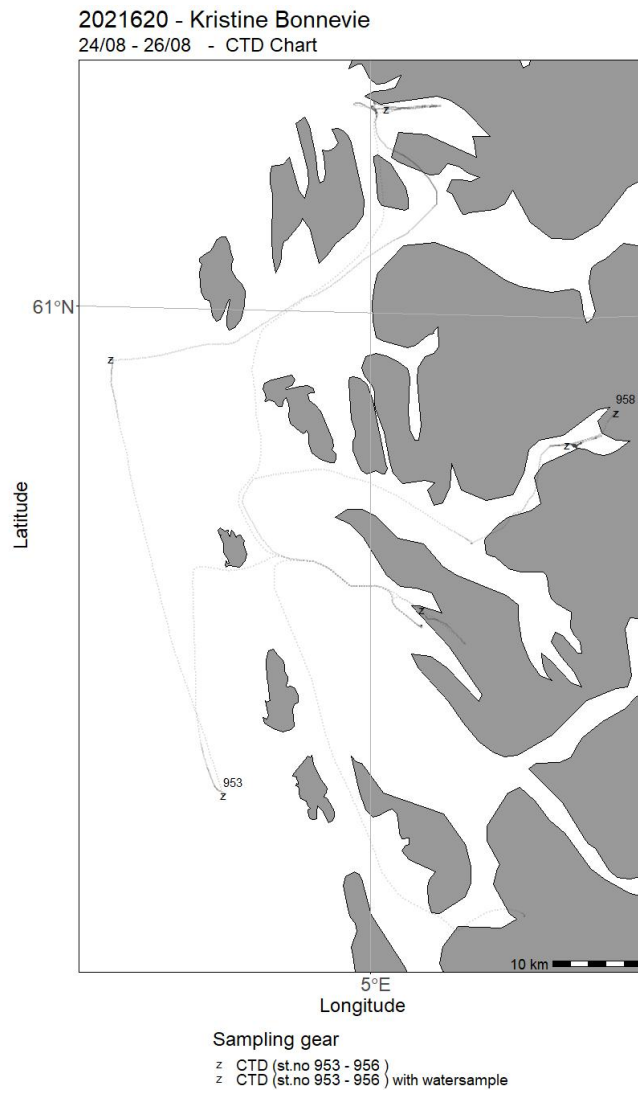 2021620 - Kristine Bonnevie
24/08 - 26/08 - CTD Chart
z
61°N
z
958
z
z
Latitude
z
953
z
10 km
5°E
Longitude
Sampling gear
z CTD (st.no 953 - 956 )
z CTD (st.no 953 - 956 ) with watersample